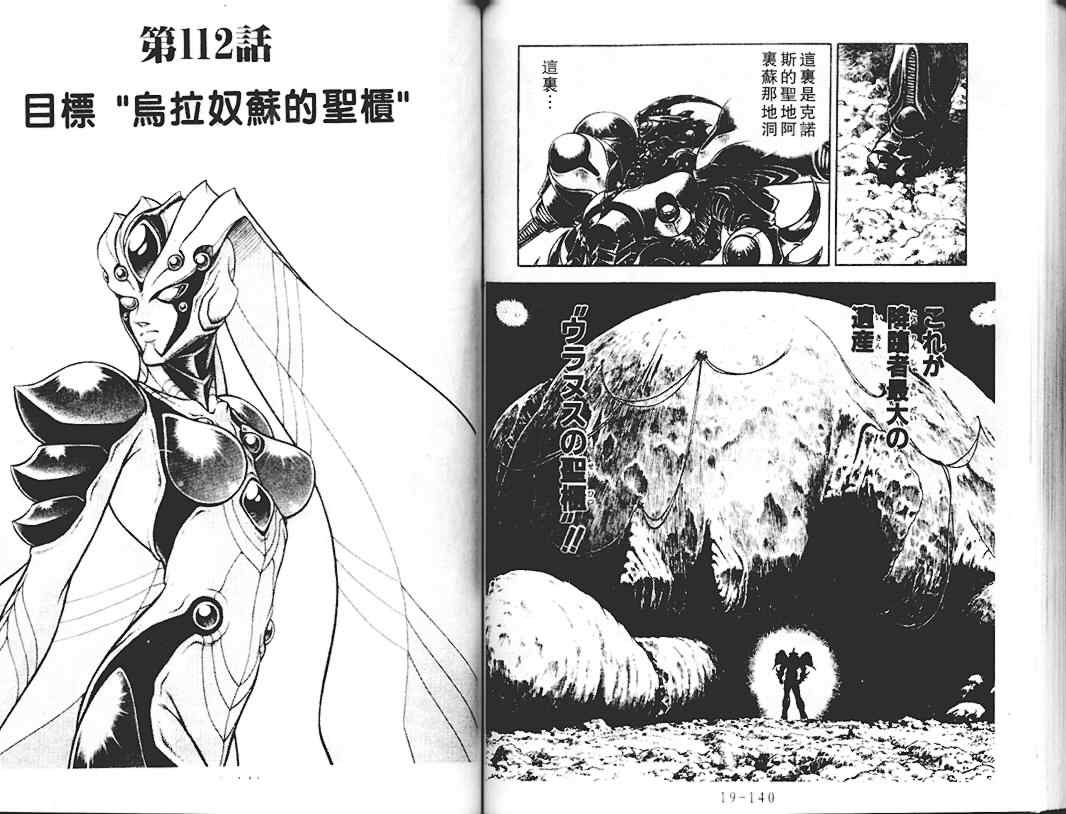 第112話
目標 "烏拉奴蘇的聖櫃"
這裏是克諾
斯的聖地阿
裏蘇那地洞
這裏…
これが
降臨者最大の
遺産
"ウラヌスの聖櫃"!!
19-140